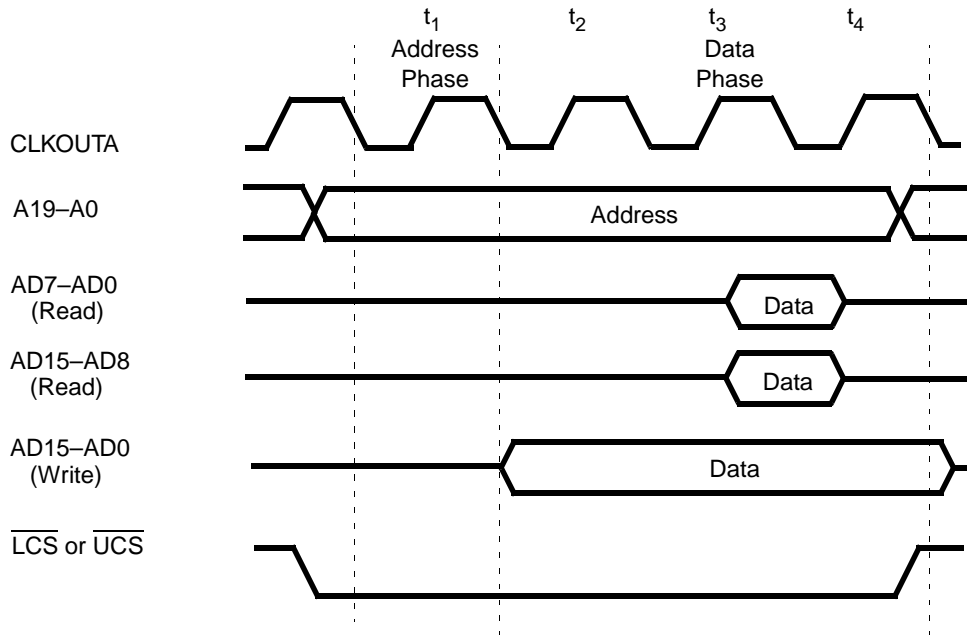 t1 t2 t3 t4
Address Data
Phase Phase
CLKOUTA
A19–A0
Address
AD7–AD0
(Read)
Data
AD15–AD8
(Read)
Data
AD15–AD0
(Write)
Data
LCS or UCS